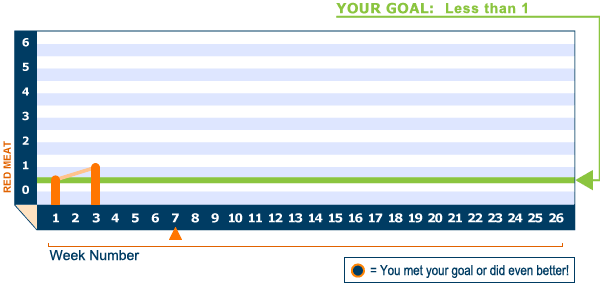 YOUR GOAL: Less than 1
6
5
4
3
2
1
0
RED MEAT
1 2 3 4 5 6 7 8 9 10 11 12 13 14 15 16 17 18 19 20 21 22 23 24 25 26
Week Number
= You met your goal or did even better!